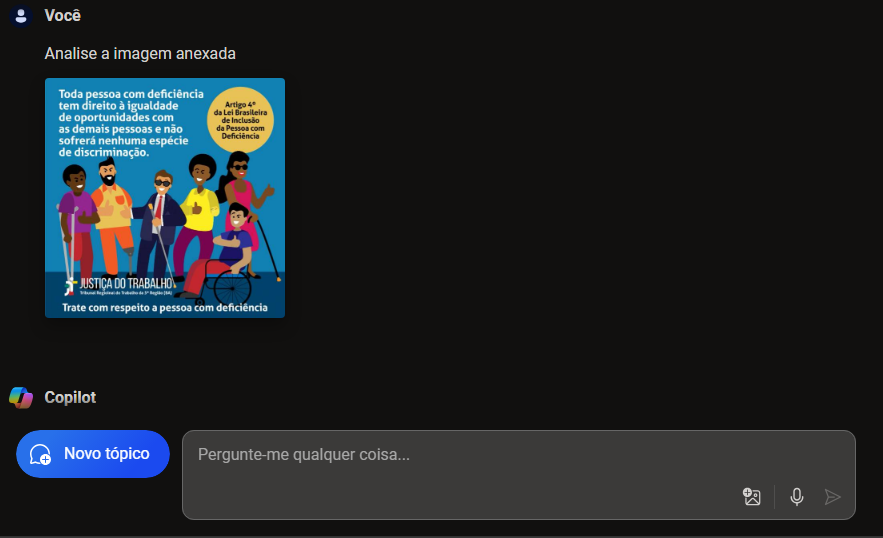 Você
Analise a imagem anexada
Toda pessoa com deficiência
tem direito à igualdade
de oportunidades com
as demais pessoas e não
sofrerá nenhuma espécie
de discriminação.
Artigo 4º
da Lei Brasileira
de Inclusão
da Pessoa com
Deficiência
JUSTIÇA DO TRABALHO
Tribunal Regional do Trabalho da 5ª Região (BA)
Trate com respeito a pessoa com deficiência
Copilot
Novo tópico
Pergunte-me qualquer coisa...